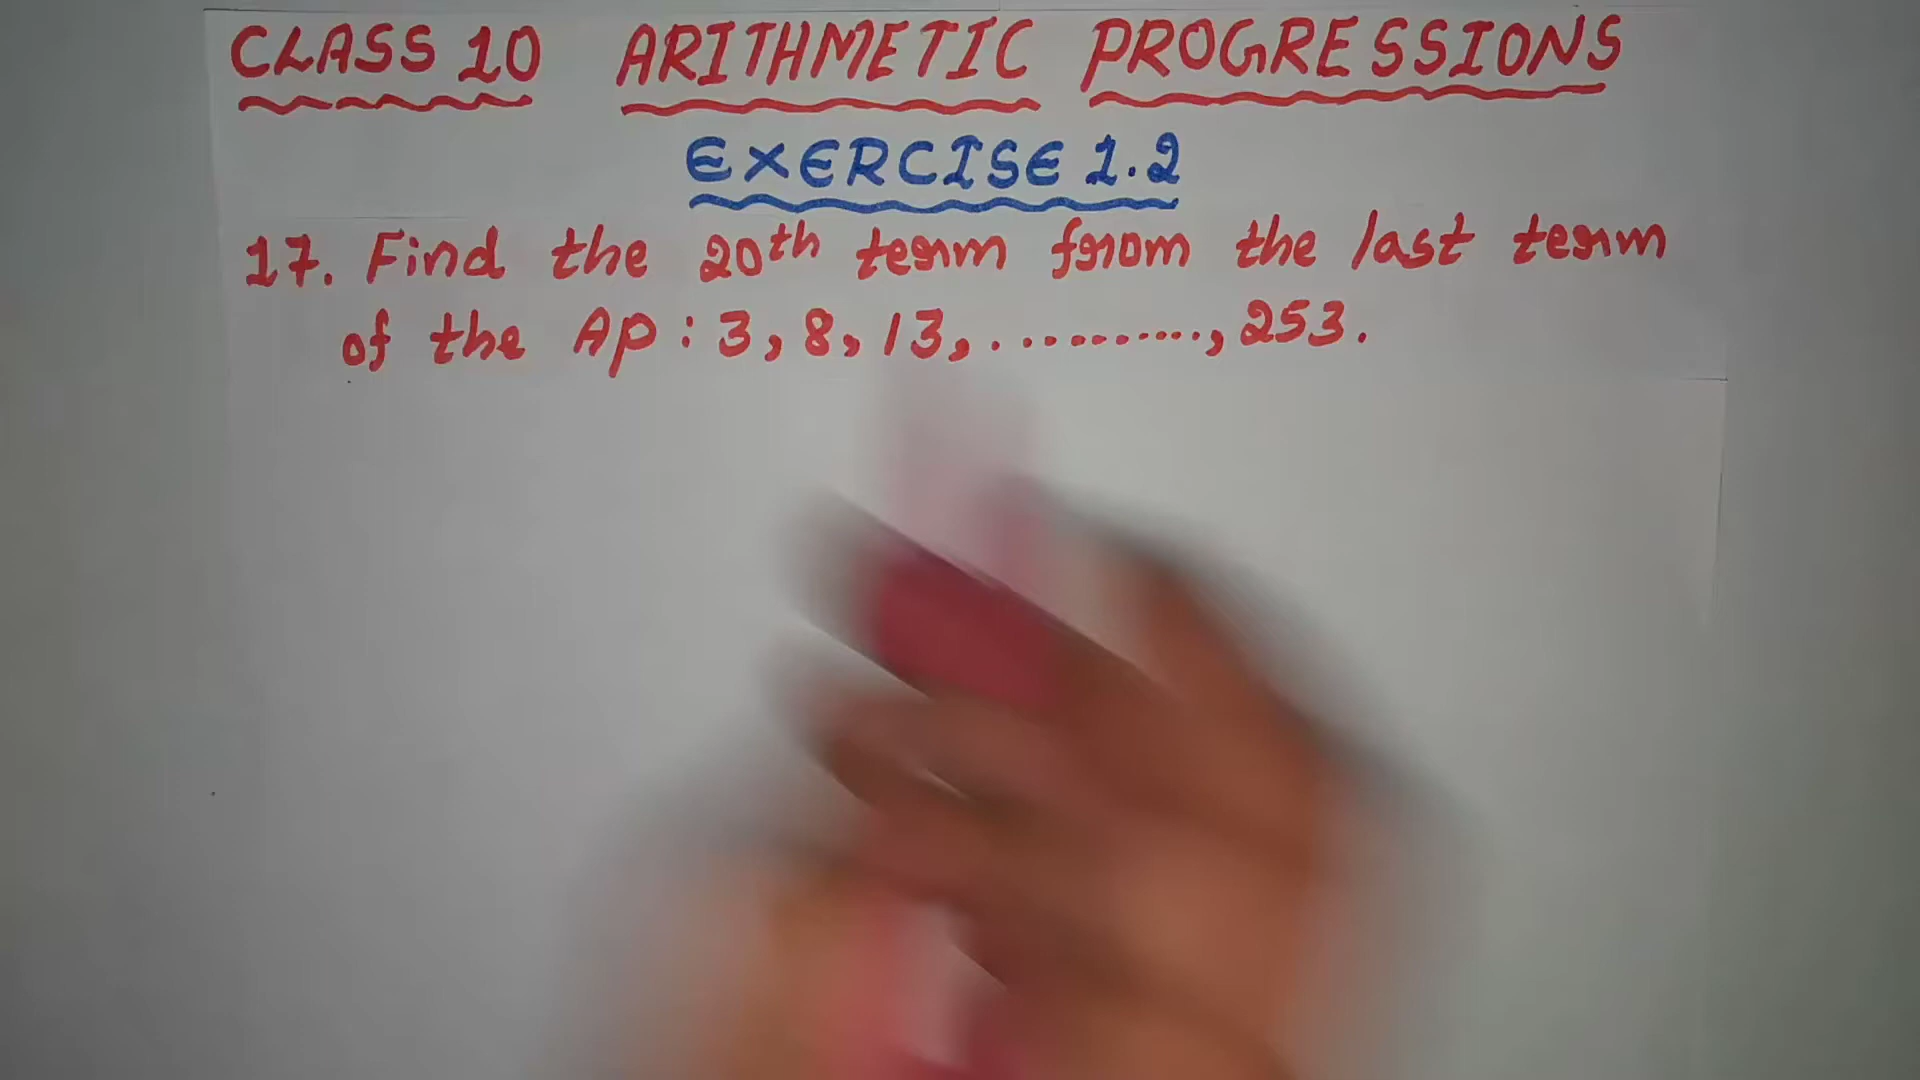 CLASS 10 ARITHMETIC PROGRESSIONS
EXERCISE 1.2
17. Find the 20th term from the last term
of the AP : 3, 8, 13, .........., 253.